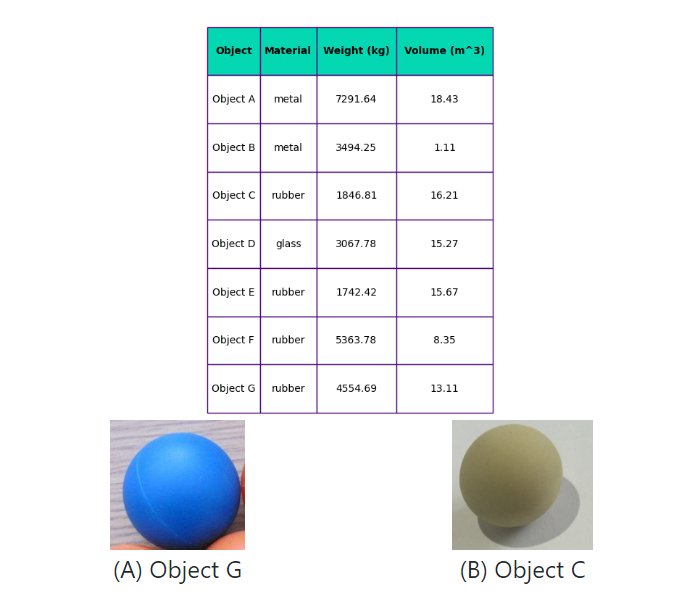 Object Material Weight (kg) Volume (m^3)
Object A metal 7291.64 18.43
Object B metal 3494.25 1.11
Object C rubber 1846.81 16.21
Object D glass 3067.78 15.27
Object E rubber 1742.42 15.67
Object F rubber 5363.78 8.35
Object G rubber 4554.69 13.11
(A) Object G (B) Object C